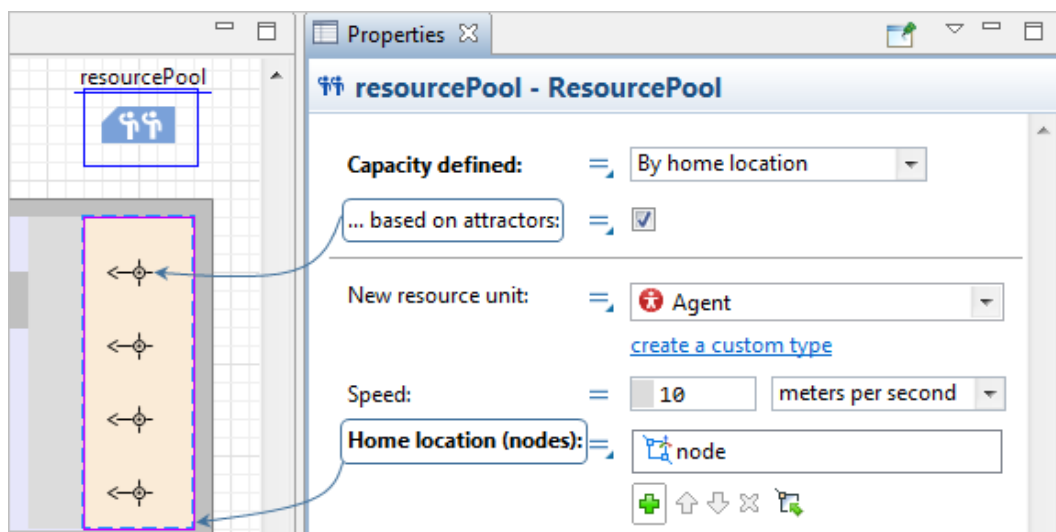 Properties
resourcePool
resourcePool - ResourcePool
Capacity defined:
By home location
... based on attractors:
New resource unit:
Agent
create a custom type
Speed:
10
meters per second
Home location (nodes):
node